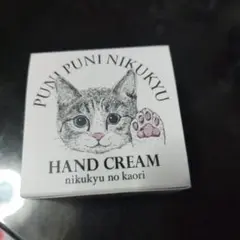 PUNI PUNI NIKUKYU
HAND CREAM
nikukyu no kaori